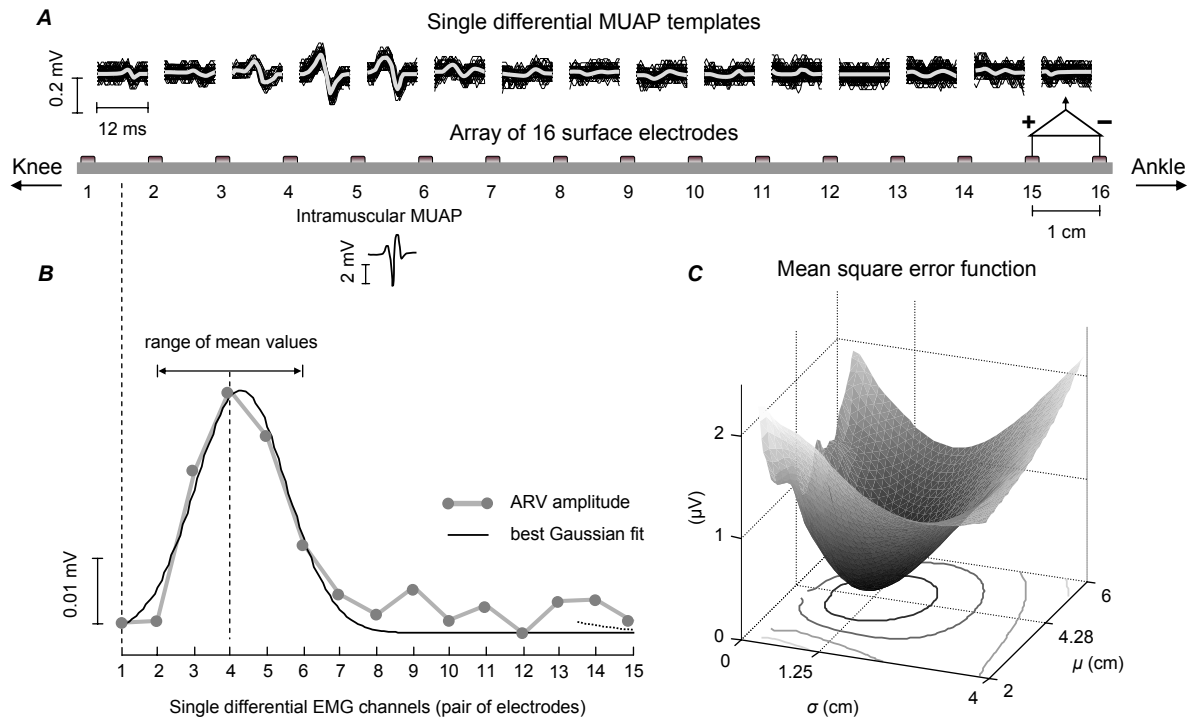 A
Single differential MUAP templates
0.2 mV
12 ms
Array of 16 surface electrodes
+ −
Knee
Ankle
1 2 3 4 5 6 7 8 9 10 11 12 13 14 15 16
1 cm
Intramuscular MUAP
2 mV
B
range of mean values
ARV amplitude
best Gaussian fit
0.01 mV
1 2 3 4 5 6 7 8 9 10 11 12 13 14 15
Single differential EMG channels (pair of electrodes)
C
Mean square error function
2
1
0
(µV)
0
1.25
4
σ (cm)
2
4.28
6
µ (cm)